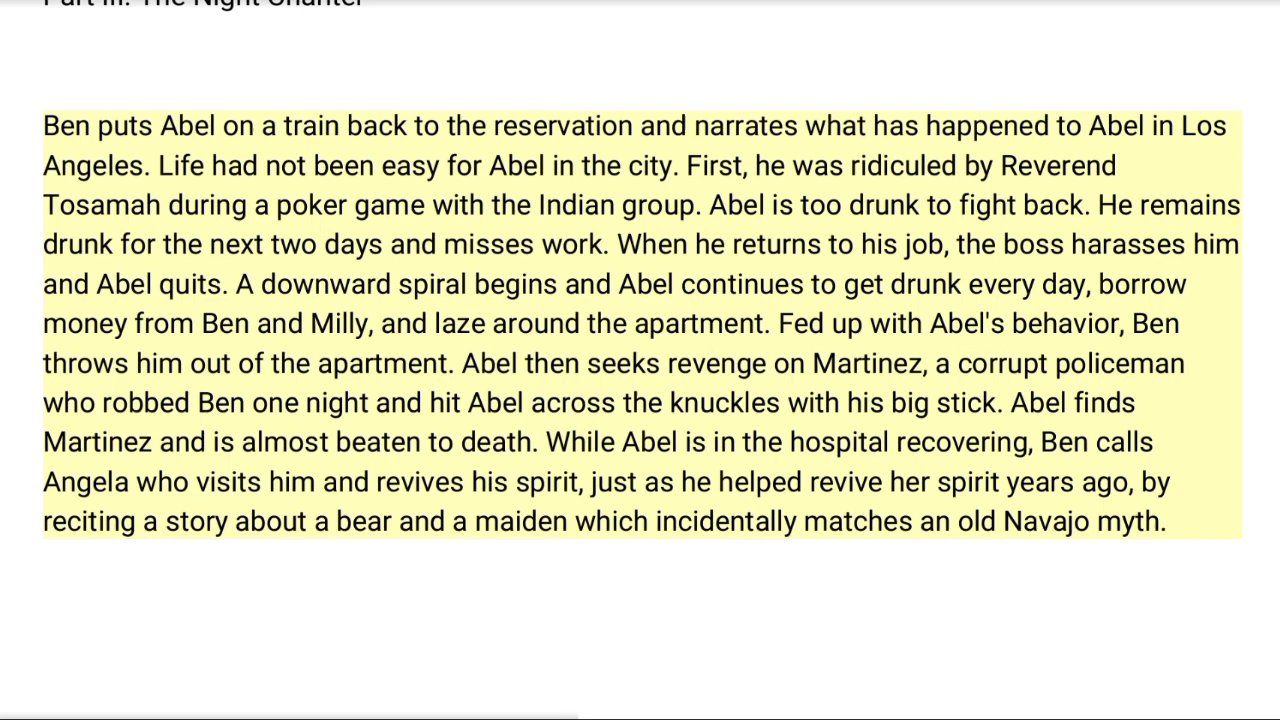 Part III: The Night Chanter
Ben puts Abel on a train back to the reservation and narrates what has happened to Abel in Los
Angeles. Life had not been easy for Abel in the city. First, he was ridiculed by Reverend
Tosamah during a poker game with the Indian group. Abel is too drunk to fight back. He remains
drunk for the next two days and misses work. When he returns to his job, the boss harasses him
and Abel quits. A downward spiral begins and Abel continues to get drunk every day, borrow
money from Ben and Milly, and laze around the apartment. Fed up with Abel's behavior, Ben
throws him out of the apartment. Abel then seeks revenge on Martinez, a corrupt policeman
who robbed Ben one night and hit Abel across the knuckles with his big stick. Abel finds
Martinez and is almost beaten to death. While Abel is in the hospital recovering, Ben calls
Angela who visits him and revives his spirit, just as he helped revive her spirit years ago, by
reciting a story about a bear and a maiden which incidentally matches an old Navajo myth.